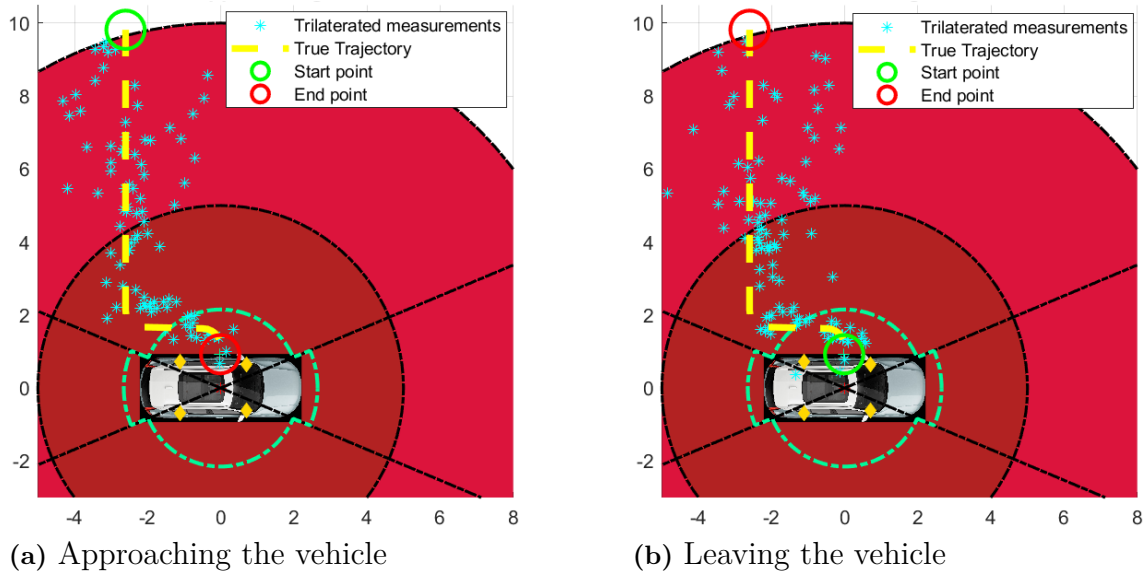 10
8
6
4
2
0
-2
-4 -2 0 2 4 6 8
Trilaterated measurements
True Trajectory
Start point
End point
(a) Approaching the vehicle
10
8
6
4
2
0
-2
-4 -2 0 2 4 6 8
Trilaterated measurements
True Trajectory
Start point
End point
(b) Leaving the vehicle